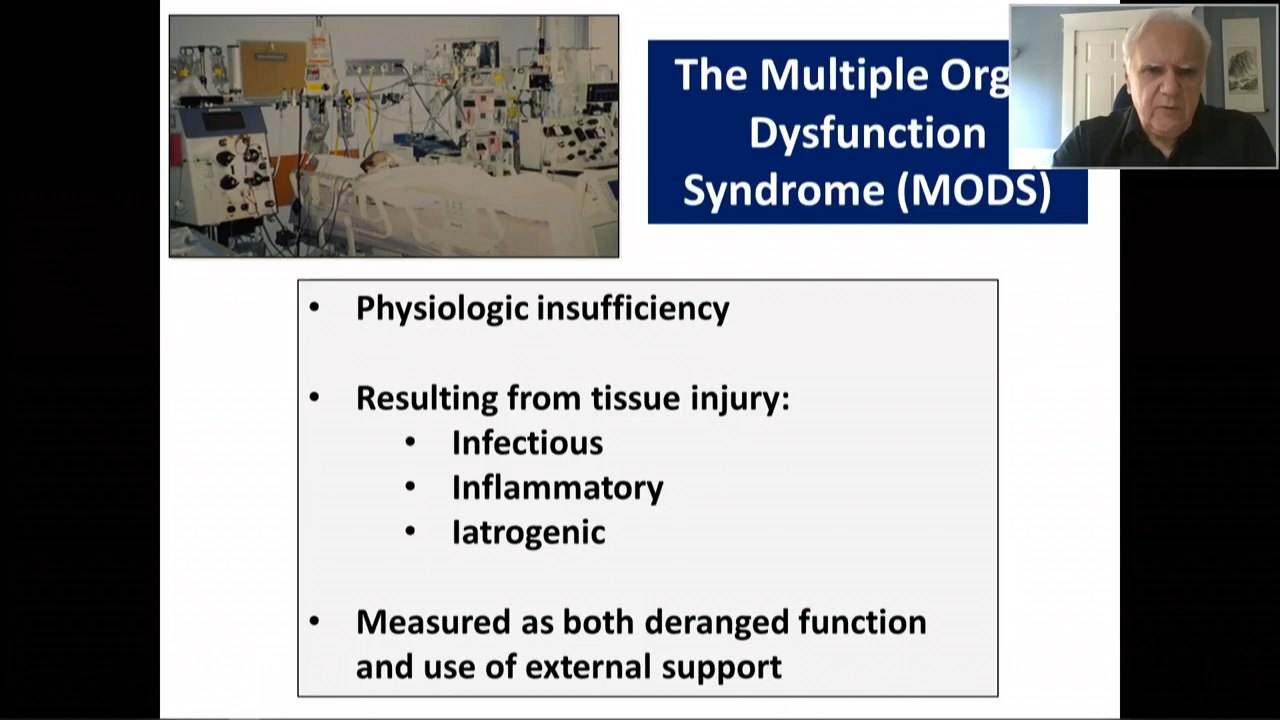 The Multiple Org
Dysfunction
Syndrome (MODS)
• Physiologic insufficiency
• Resulting from tissue injury:
• Infectious
• Inflammatory
• Iatrogenic
• Measured as both deranged function
and use of external support